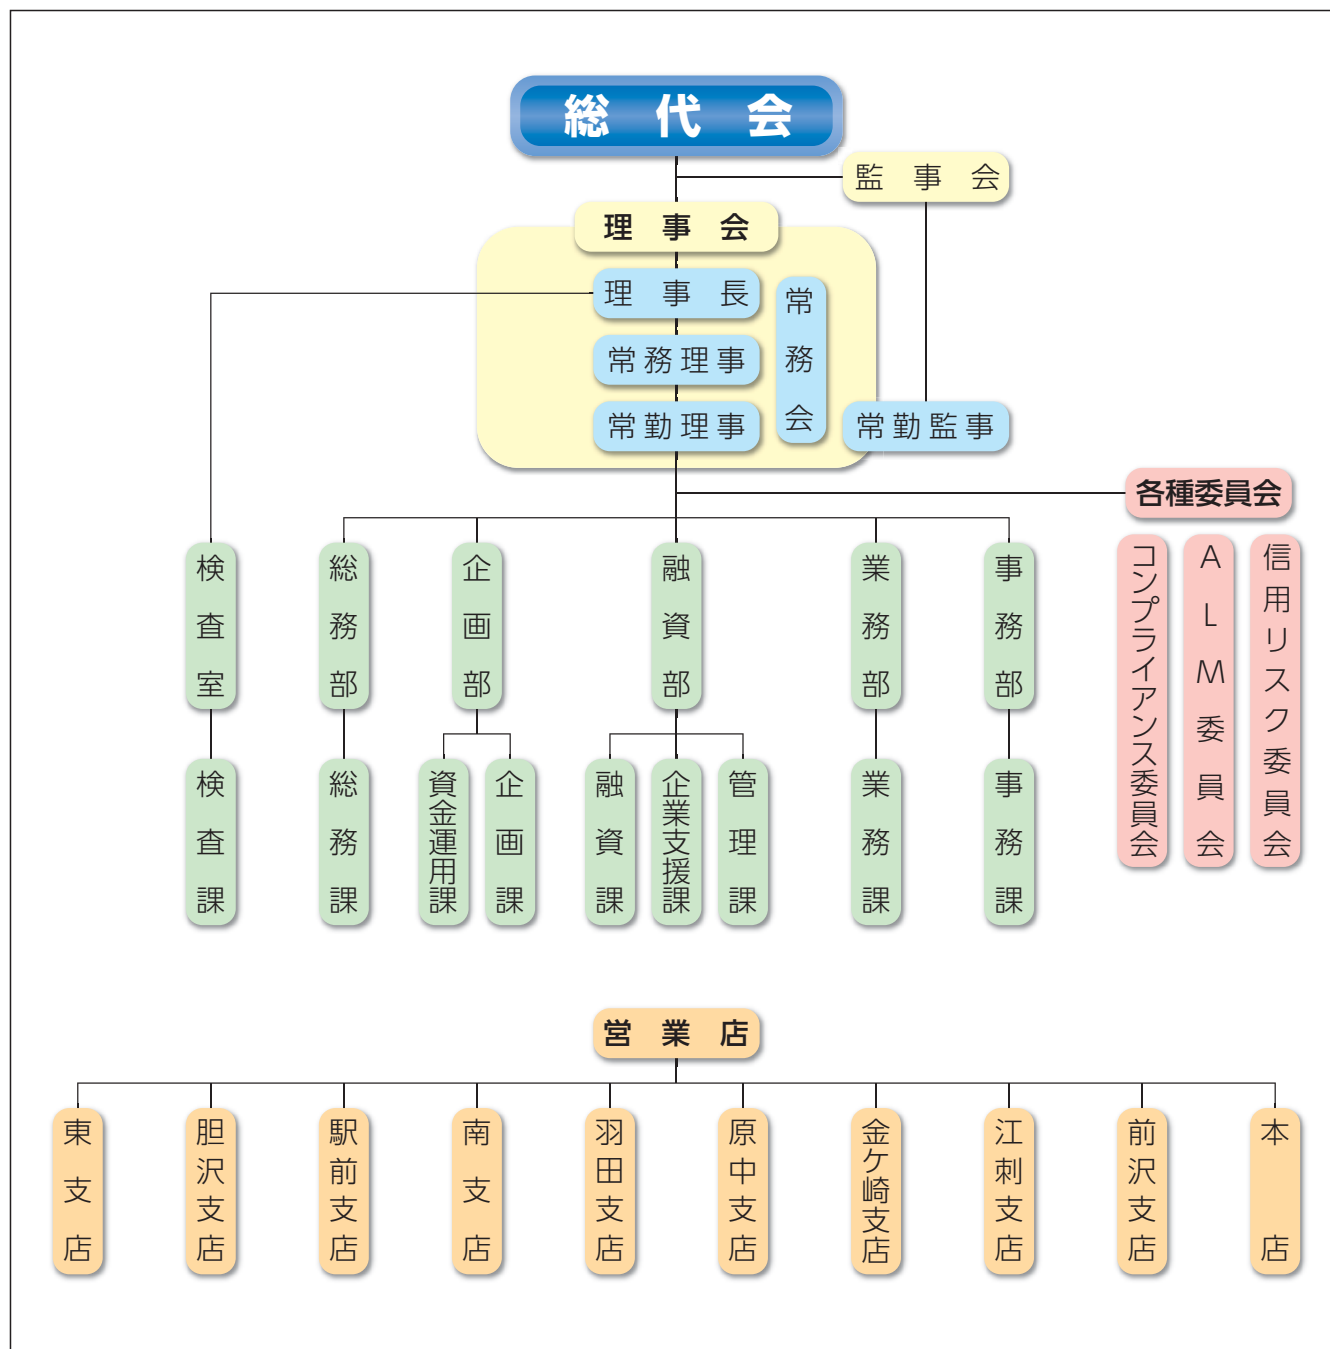 総代会
監事会
理事会
理事長
常務会
常務理事
常勤理事
常勤監事
各種委員会
検査室
総務部
企画部
融資部
業務部
事務部
コンプライアンス委員会
ALM委員会
信用リスク委員会
検査課
総務課
資金運用課
企画課
融資課
企業支援課
管理課
業務課
事務課
営業店
東支店
胆沢支店
駅前支店
南支店
羽田支店
原中支店
金ケ崎支店
江刺支店
前沢支店
本店